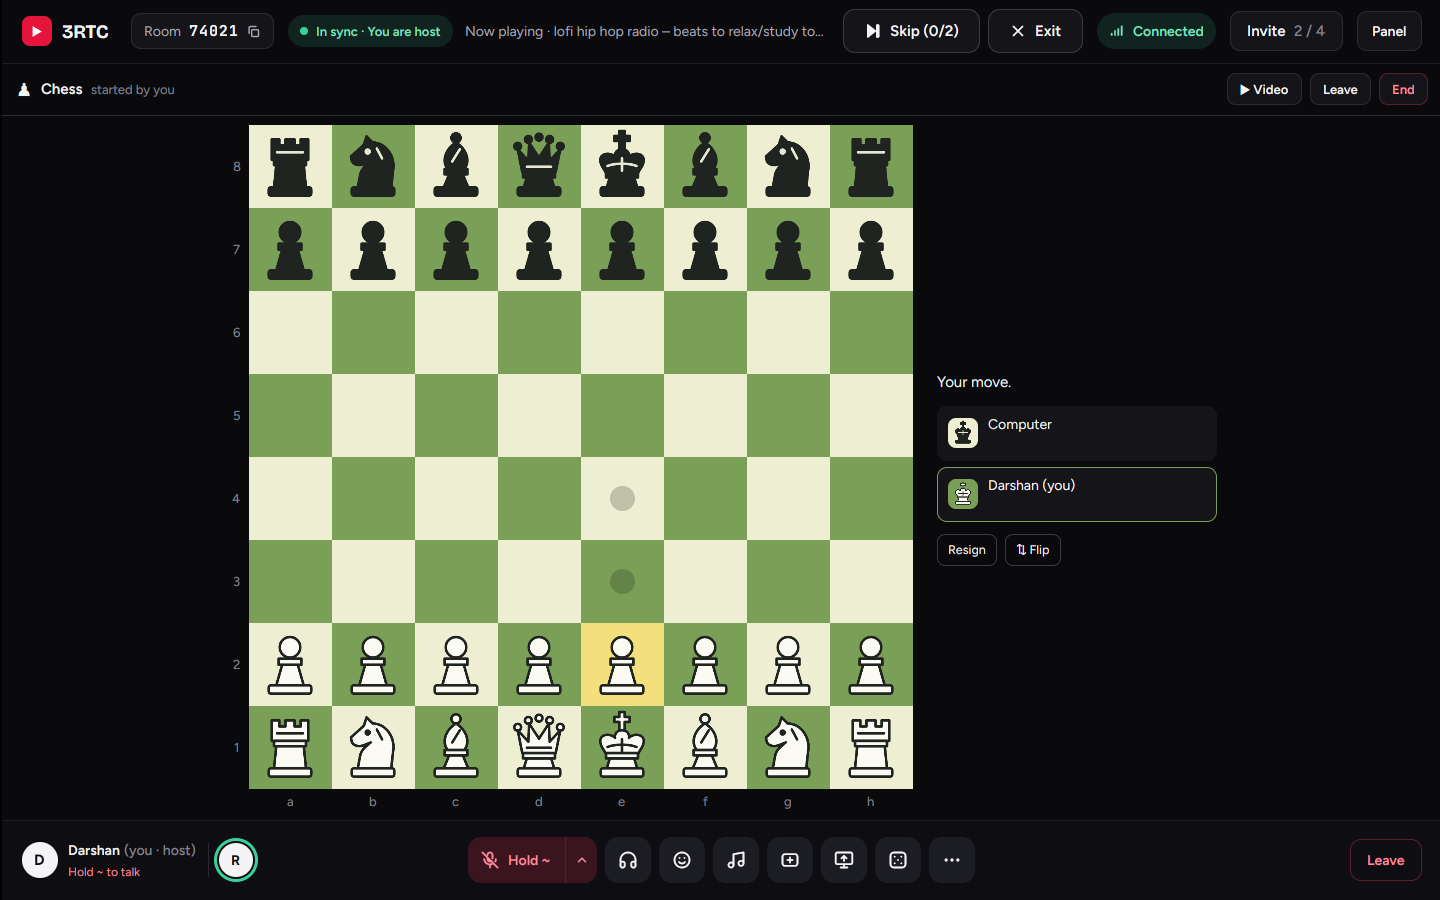 3RTC
Room 74021
In sync · You are host
Now playing · lofi hip hop radio – beats to relax/study to...
Skip (0/2)
Exit
Connected
Invite 2 / 4
Panel
Chess started by you
Video
Leave
End
8
7
6
5
4
3
2
1
a b c d e f g h
Your move.
Computer
Darshan (you)
Resign
Flip
D
Darshan (you · host)
Hold ~ to talk
R
Hold ~
Leave